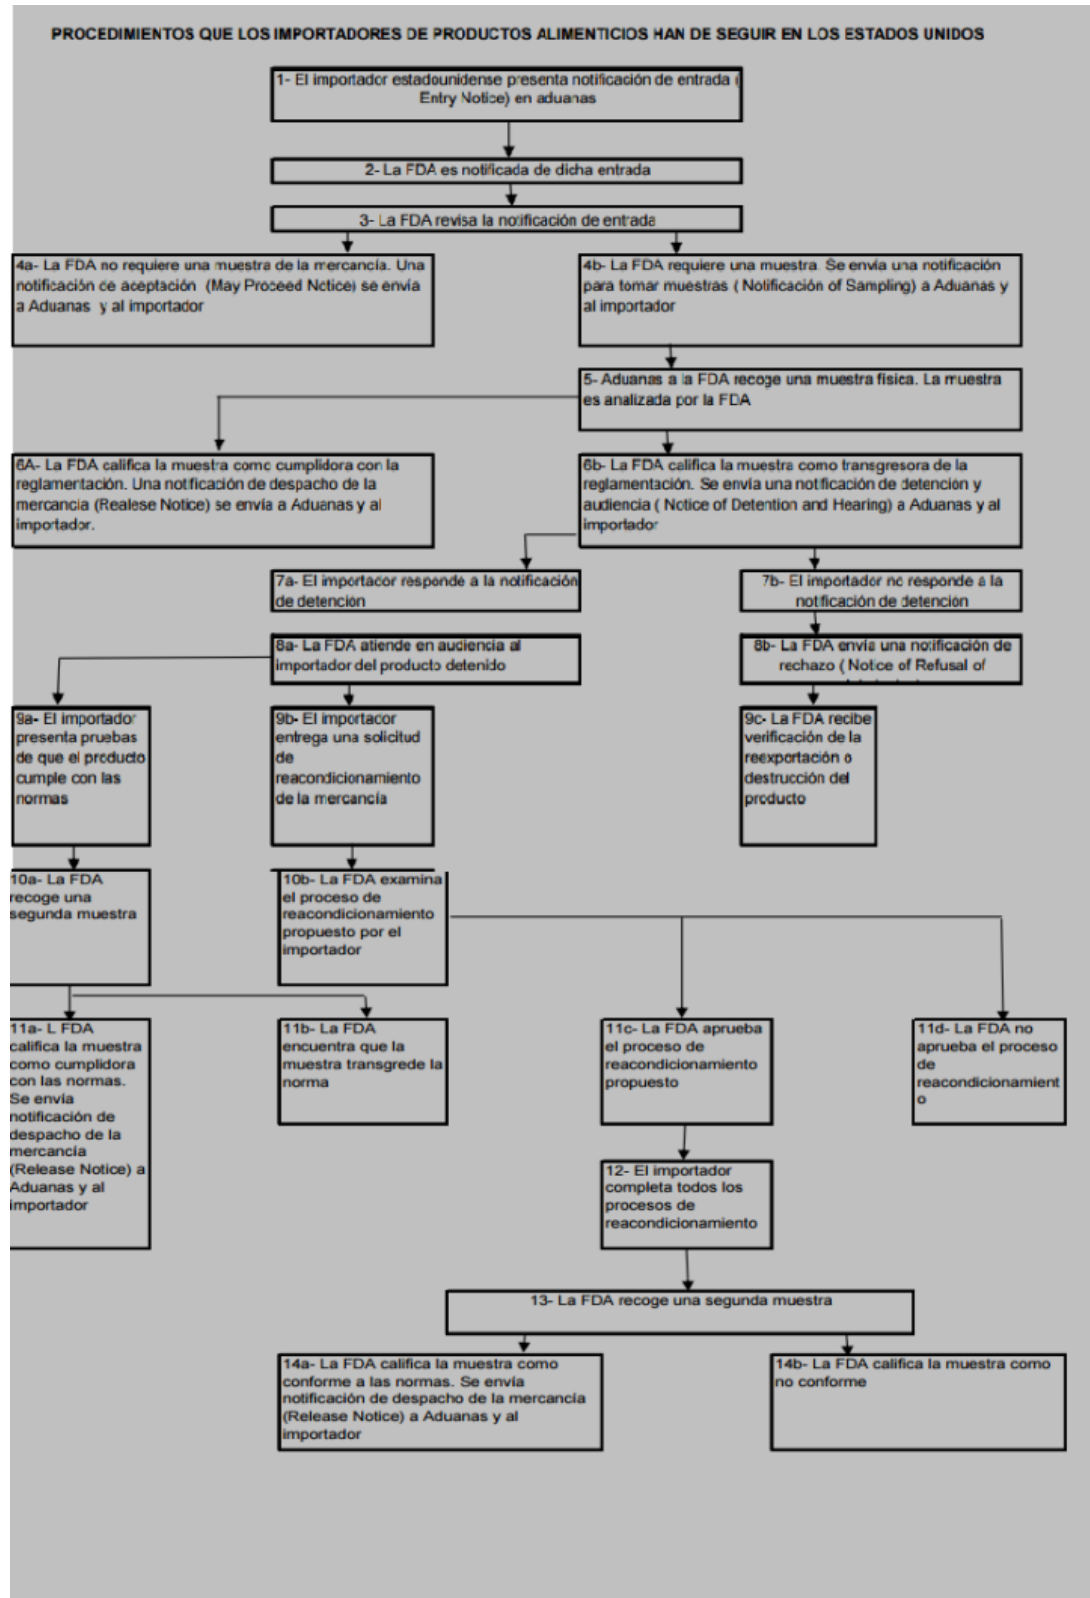 PROCEDIMIENTOS QUE LOS IMPORTADORES DE PRODUCTOS ALIMENTICIOS HAN DE SEGUIR EN LOS ESTADOS UNIDOS
1- El importador estadounidense presenta notificación de entrada (
Entry Notice) en aduanas
2- La FDA es notificada de dicha entrada
3- La FDA revisa la notificación de entrada
4a- La FDA no requiere una muestra de la mercancía. Una
notificación de aceptación (May Proceed Notice) se envía
a Aduanas y al importador
4b- La FDA requiere una muestra. Se envía una notificación
para tomar muestras ( Notificación of Sampling) a Aduanas y
al importador
5- Aduanas a la FDA recoge una muestra física. La muestra
es analizada por la FDA
6A- La FDA califica la muestra como cumplidora con la
reglamentación. Una notificación de despacho de la
mercancía (Realese Notice) se envía a Aduanas y al
importador.
6b- La FDA califica la muestra como transgresora de la
reglamentación. Se envía una notificación de detención y
audiencia ( Notice of Detention and Hearing) a Aduanas y al
importador
7a- El importador responde a la notificación
de detención
7b- El importador no responde a la
notificación de detención
8a- La FDA atiende en audiencia al
importador del producto detenido
8b- La FDA envía una notificación de
rechazo ( Notice of Refusal of
9a- El importador
presenta pruebas
de que el producto
cumple con las
normas
9b- El importador
entrega una solicitud
de
reacondicionamiento
de la mercancía
9c- La FDA recibe
verificación de la
reexportación o
destrucción del
producto
10a- La FDA
recoge una
segunda muestra
10b- La FDA examina
el proceso de
reacondicionamiento
propuesto por el
importador
11a- L FDA
califica la muestra
como cumplidora
con las normas.
Se envía
notificación de
despacho de la
mercancía
(Release Notice) a
Aduanas y al
importador
11b- La FDA
encuentra que la
muestra transgrede la
norma
11c- La FDA aprueba
el proceso de
reacondicionamiento
propuesto
11d- La FDA no
aprueba el proceso
de
reacondicionamient
o
12- El importador
completa todos los
procesos de
reacondicionamiento
13- La FDA recoge una segunda muestra
14a- La FDA califica la muestra como
conforme a las normas. Se envía
notificación de despacho de la mercancía
(Release Notice) a Aduanas y al
importador
14b- La FDA califica la muestra como
no conforme